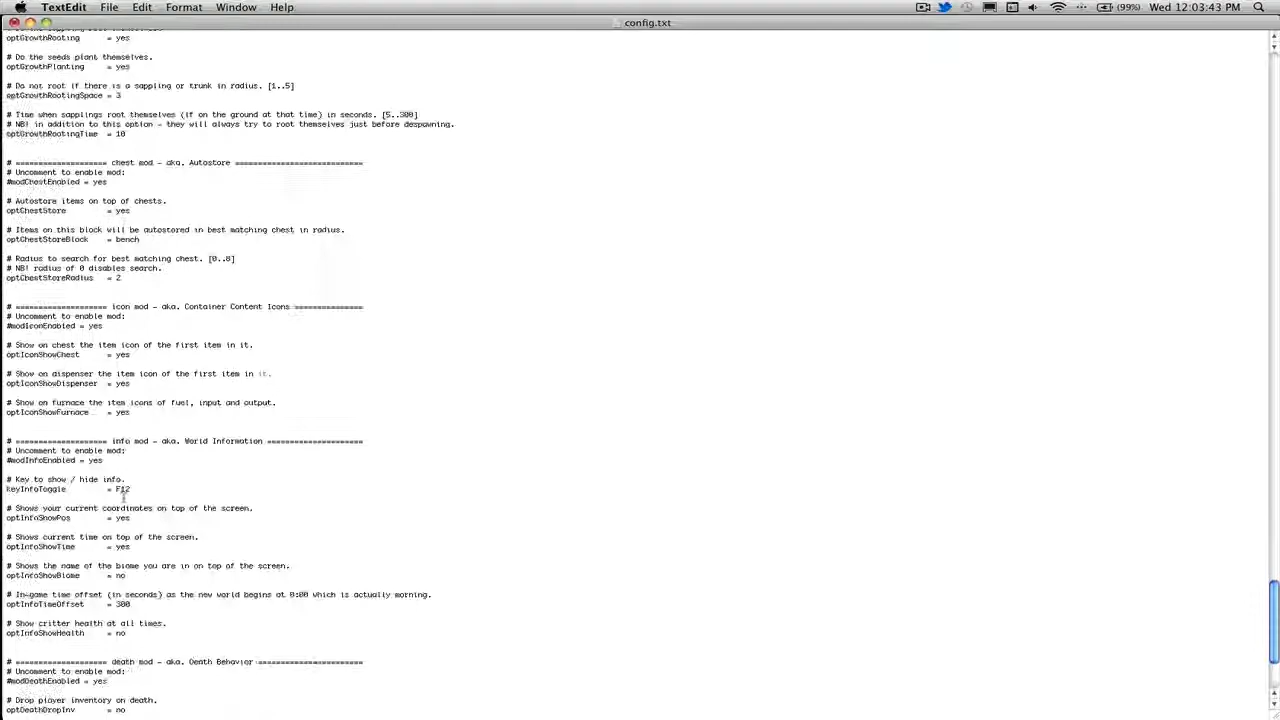 TextEdit File Edit Format Window Help (99%) Wed 12:03:43 PM
config.txt
optGrowthRooting = yes
# Do the seeds plant themselves.
optGrowthPlanting = yes
# Do not root if there is a sappling or trunk in radius. [1..5]
optGrowthRootingSpace = 3
# Time when sapplings root themselves (if on the ground at that time) in seconds. [5..300]
# NB! in addition to this option - they will always try to root themselves just before despawning.
optGrowthRootingTime = 10
# ==================== chest mod - aka. Autostore ============================
# Uncomment to enable mod:
#modChestEnabled = yes
# Autostore items on top of chests.
optChestStore = yes
# Items on this block will be autostored in best matching chest in radius.
optChestStoreBlock = bench
# Radius to search for best matching chest. [0..8]
# NB! radius of 0 disables search.
optChestStoreRadius = 2
# ==================== icon mod - aka. Container Content Icons ===============
# Uncomment to enable mod:
#modIconEnabled = yes
# Show on chest the item icon of the first item in it.
optIconShowChest = yes
# Show on dispenser the item icon of the first item in it.
optIconShowDispenser = yes
# Show on furnace the item icons of fuel, input and output.
optIconShowFurnace = yes
# ==================== info mod - aka. World Information =====================
# Uncomment to enable mod:
#modInfoEnabled = yes
# Key to show / hide info.
keyInfoToggle = F12
# Shows your current coordinates on top of the screen.
optInfoShowPos = yes
# Shows current time on top of the screen.
optInfoShowTime = yes
# Shows the name of the biome you are in on top of the screen.
optInfoShowBiome = no
# In-game time offset (in seconds) as the new world begins at 0:00 which is actually morning.
optInfoTimeOffset = 300
# Show critter health at all times.
optInfoShowHealth = no
# ==================== death mod - aka. Death Behavior =======================
# Uncomment to enable mod:
#modDeathEnabled = yes
# Drop player inventory on death.
optDeathDropInv = no